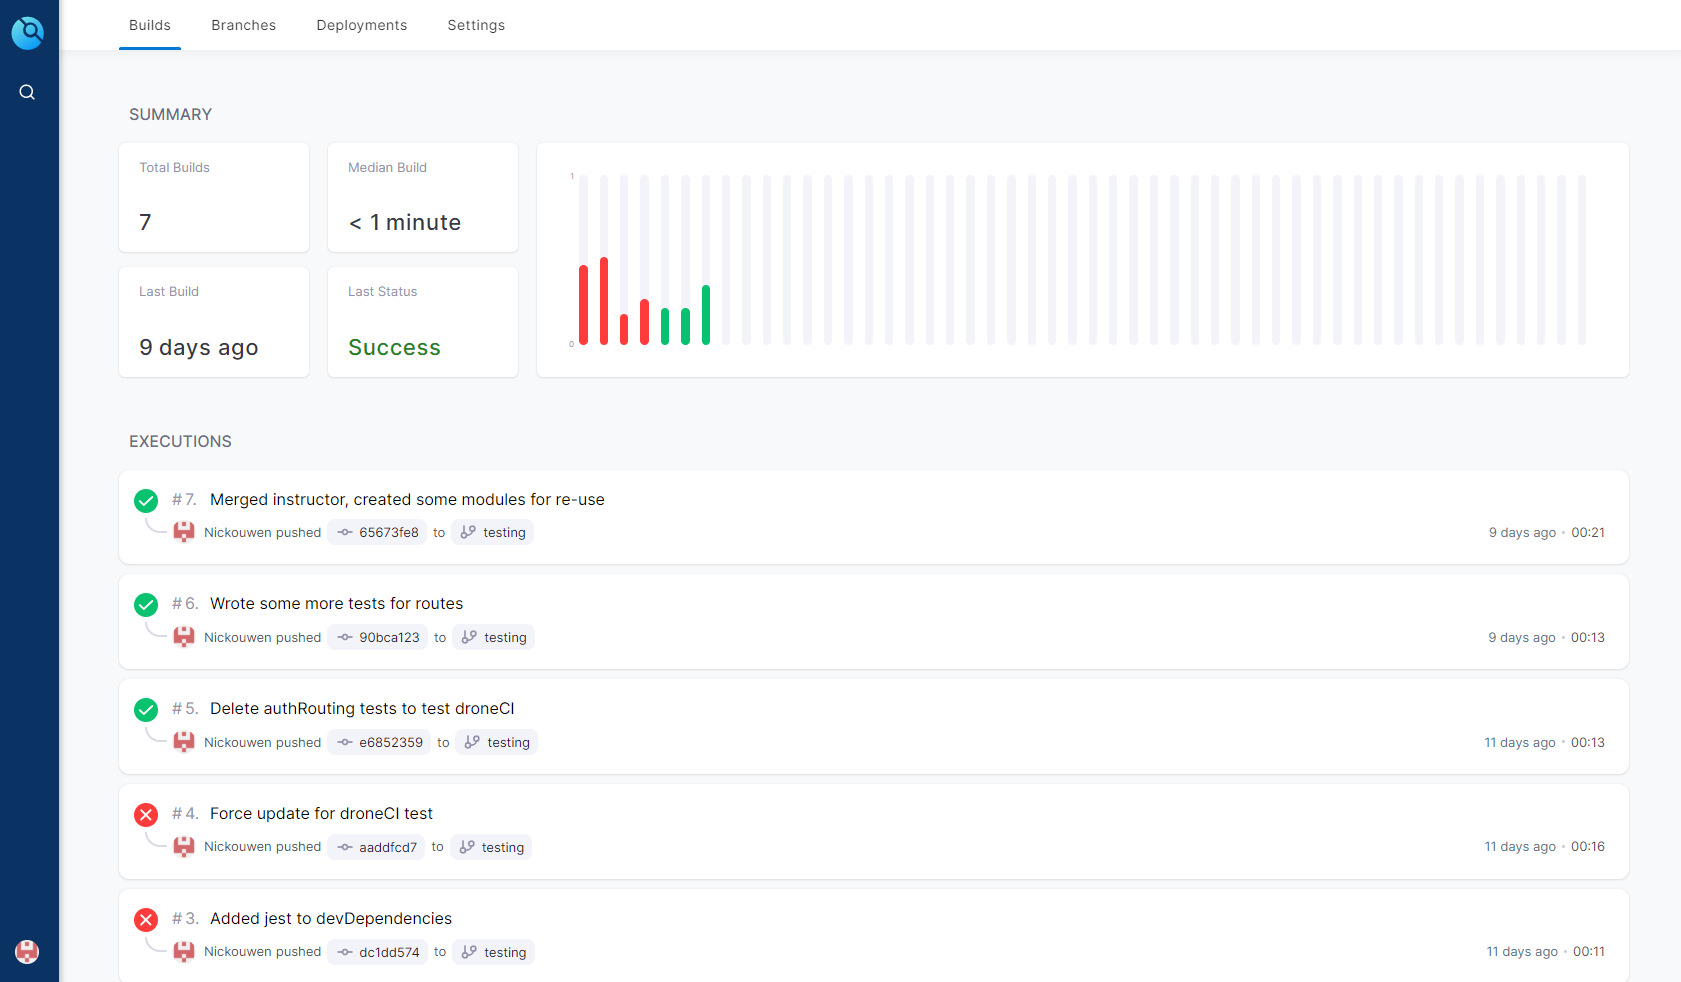 Builds Branches Deployments Settings
SUMMARY
Total Builds
7
Median Build
< 1 minute
Last Build
9 days ago
Last Status
Success
1
0
EXECUTIONS
# 7. Merged instructor, created some modules for re-use
Nickouwen pushed 65673fe8 to testing 9 days ago • 00:21
# 6. Wrote some more tests for routes
Nickouwen pushed 90bca123 to testing 9 days ago • 00:13
# 5. Delete authRouting tests to test droneCI
Nickouwen pushed e6852359 to testing 11 days ago • 00:13
# 4. Force update for droneCI test
Nickouwen pushed aaddfcd7 to testing 11 days ago • 00:16
# 3. Added jest to devDependencies
Nickouwen pushed dc1dd574 to testing 11 days ago • 00:11